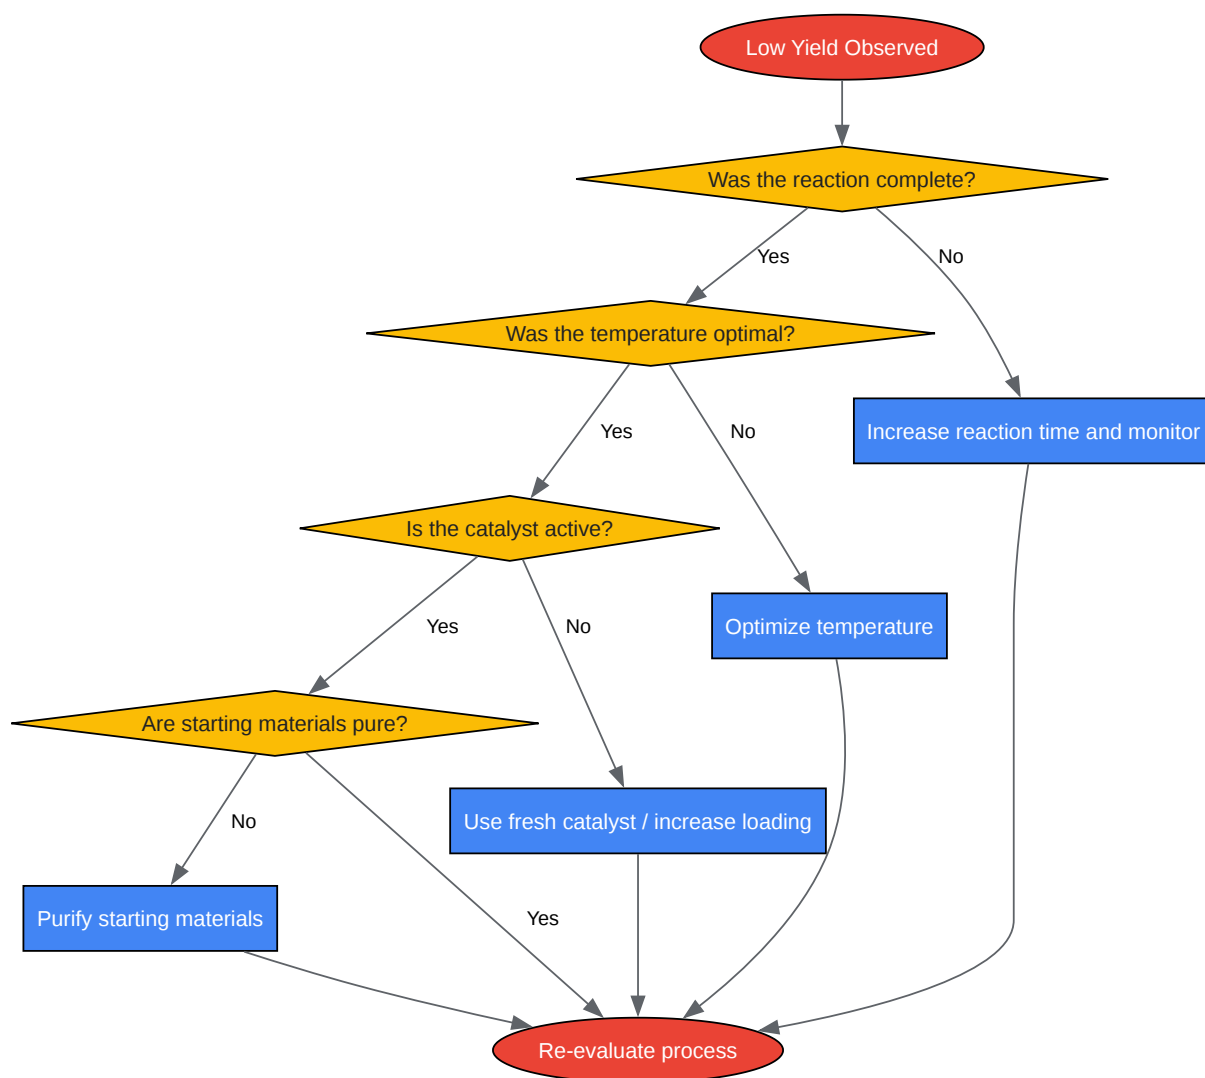 Low Yield Observed
Was the reaction complete?
Yes
No
Was the temperature optimal?
Increase reaction time and monitor
Yes
No
Is the catalyst active?
Optimize temperature
Yes
No
Are starting materials pure?
Use fresh catalyst / increase loading
No
Purify starting materials
Yes
Re-evaluate process